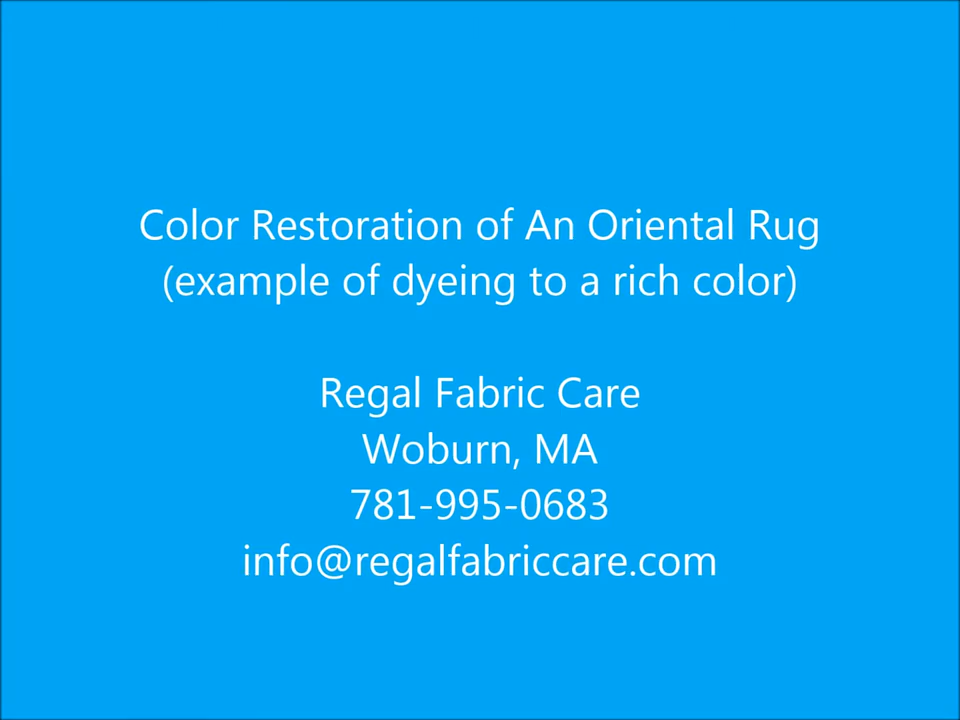 Color Restoration of An Oriental Rug
(example of dyeing to a rich color)
Regal Fabric Care
Woburn, MA
781-995-0683
info@regalfabriccare.com